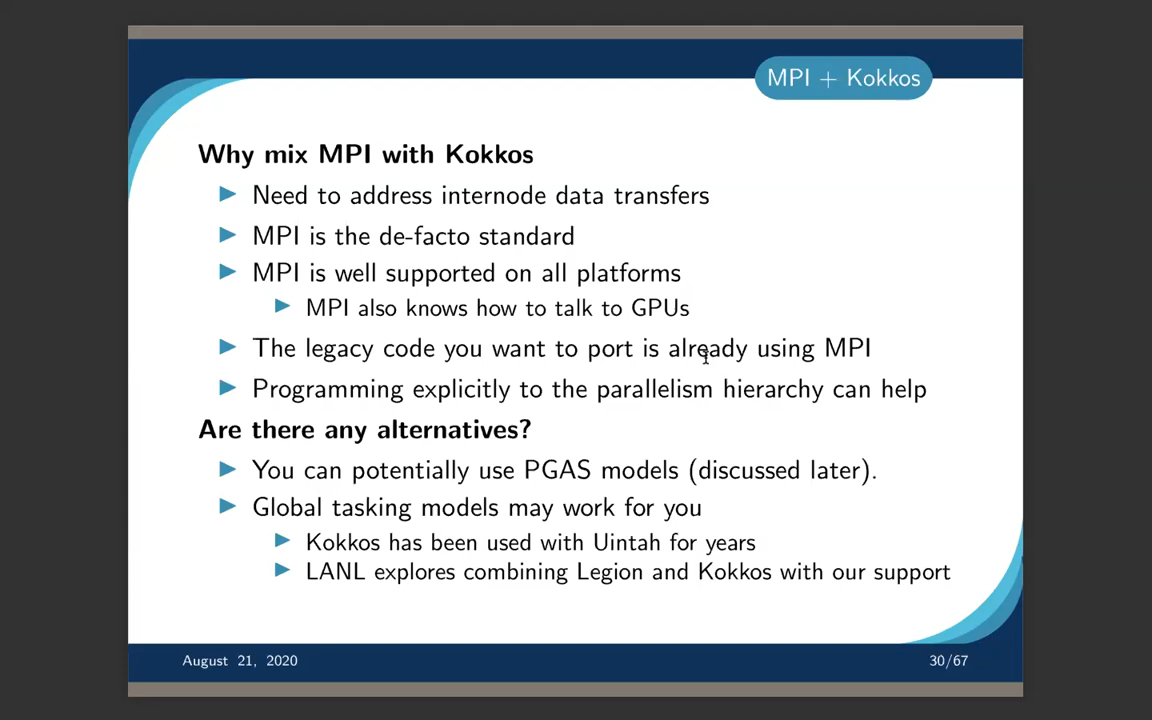 MPI + Kokkos
Why mix MPI with Kokkos
Need to address internode data transfers
MPI is the de-facto standard
MPI is well supported on all platforms
MPI also knows how to talk to GPUs
The legacy code you want to port is already using MPI
Programming explicitly to the parallelism hierarchy can help
Are there any alternatives?
You can potentially use PGAS models (discussed later).
Global tasking models may work for you
Kokkos has been used with Uintah for years
LANL explores combining Legion and Kokkos with our support
August 21, 2020
30/67